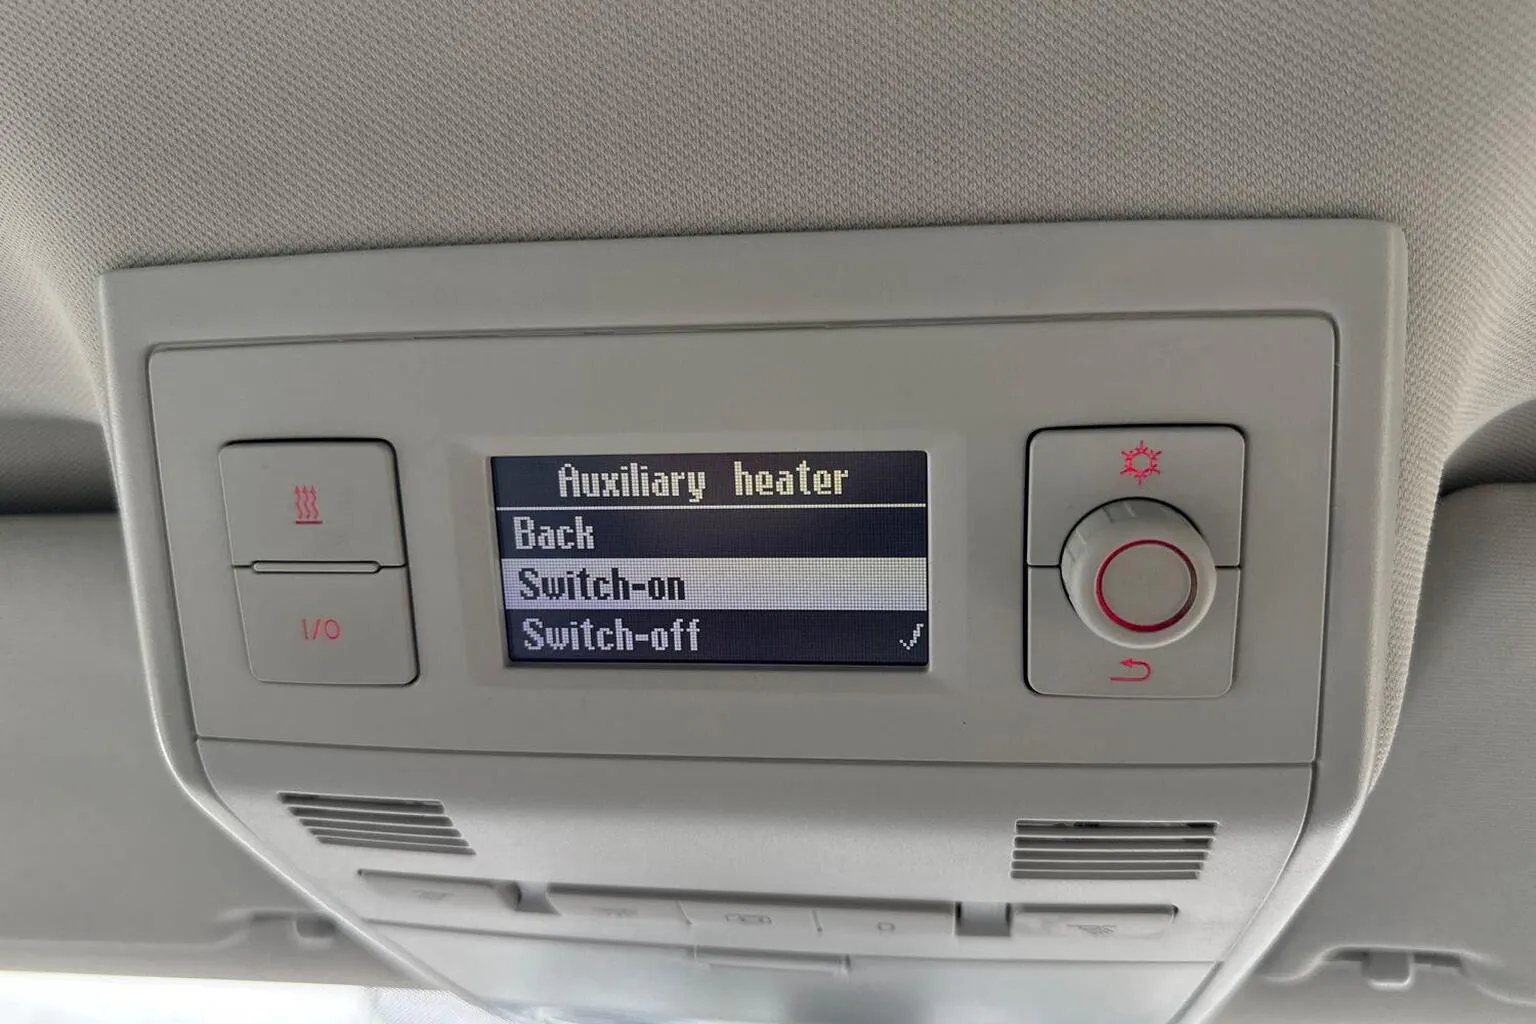 Auxiliary heater
Back
Switch-on
Switch-off
I/O